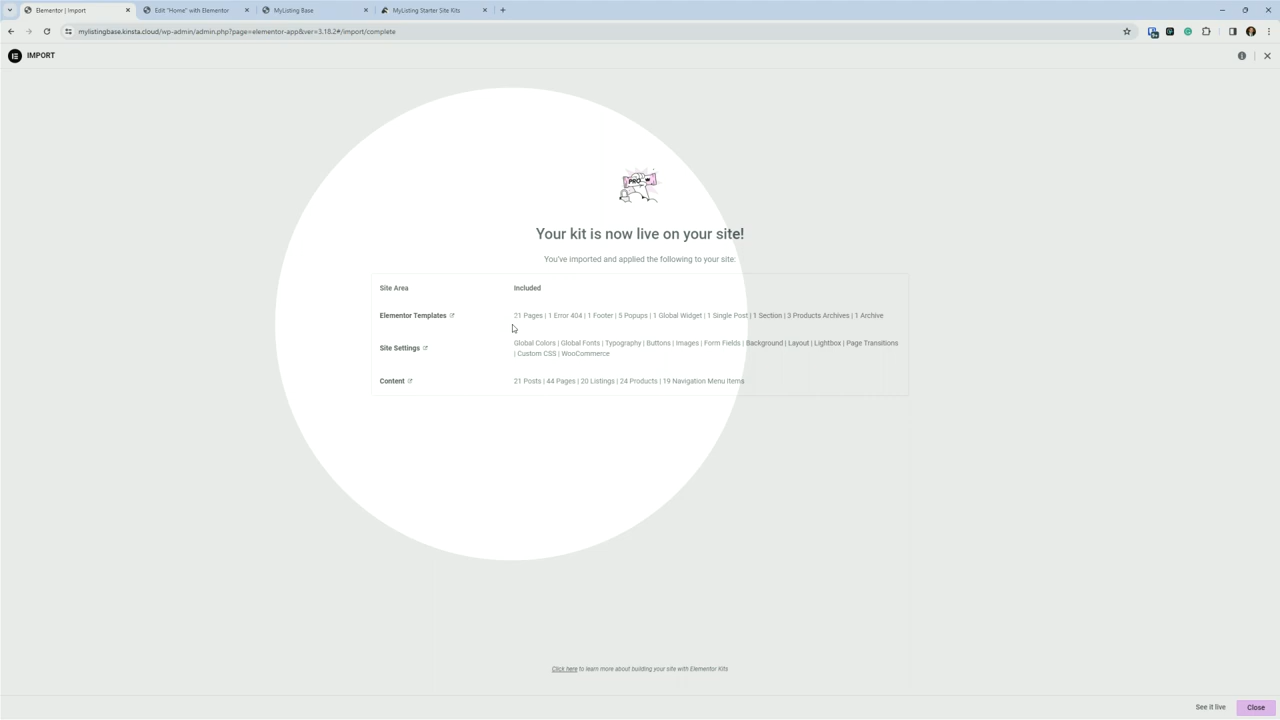 Elementor | Import
Edit "Home" with Elementor
MyListing Base
MyListing Starter Site Kits
mylistingbase.kinsta.cloud/wp-admin/admin.php?page=elementor-app&ver=3.18.2#/import/complete
IMPORT
PRO
Your kit is now live on your site!
You've imported and applied the following to your site:
Site Area Included
Elementor Templates 21 Pages | 1 Error 404 | 1 Footer | 5 Popups | 1 Global Widget | 1 Single Post | 1 Section | 3 Products Archives | 1 Archive
Site Settings Global Colors | Global Fonts | Typography | Buttons | Images | Form Fields | Background | Layout | Lightbox | Page Transitions
| Custom CSS | WooCommerce
Content 21 Posts | 44 Pages | 20 Listings | 24 Products | 19 Navigation Menu Items
Click here to learn more about building your site with Elementor Kits
See it live
Close